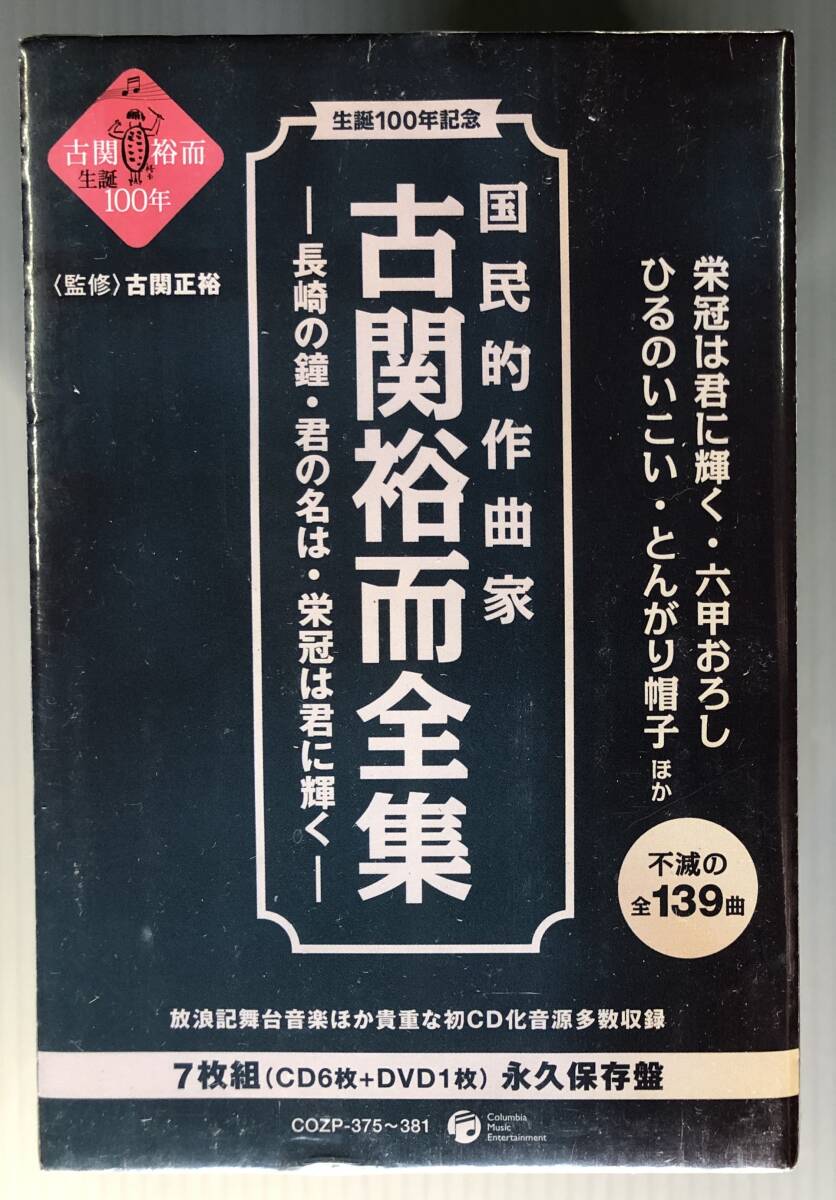 生誕100年記念
国民的作曲家
古関裕而全集
―長崎の鐘・君の名は・栄冠は君に輝く―
古関裕而
生誕
100年
〈監修〉古関正裕
栄冠は君に輝く・六甲おろし
ひるのいこい・とんがり帽子 ほか
不滅の
全139曲
放浪記舞台音楽ほか貴重な初CD化音源多数収録
7枚組(CD6枚+DVD1枚) 永久保存盤
COZP-375～381
Columbia
Music
Entertainment